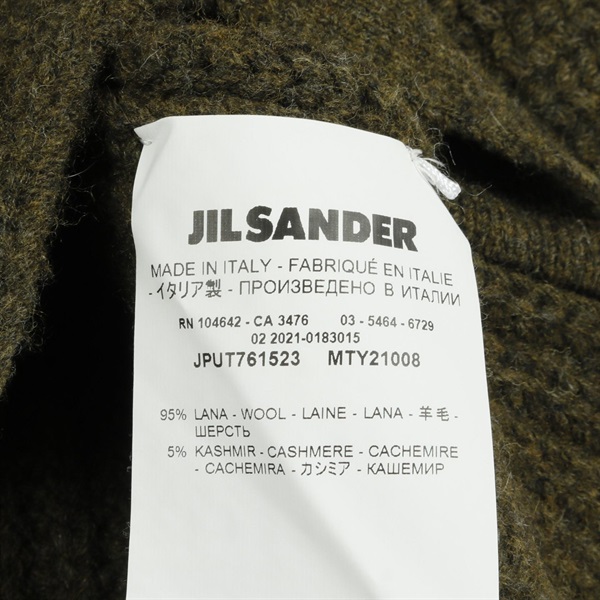 JIL SANDER
MADE IN ITALY - FABRIQUÉ EN ITALIE
- イタリア製 - ПРОИЗВЕДЕНО В ИТАЛИИ
RN 104642 - CA 3476 03 - 5464 - 6729
02 2021-0183015
JPUT761523 MTY21008
95% LANA - WOOL - LAINE - LANA - 羊毛 -
ШЕРСТЬ
5% KASHMIR - CASHMERE - CACHEMIRE
- CACHEMIRA - カシミア - КАШЕМИР